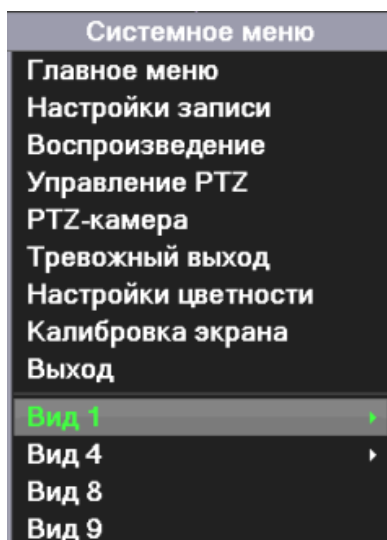 Системное меню
Главное меню
Настройки записи
Воспроизведение
Управление PTZ
PTZ-камера
Тревожный выход
Настройки цветности
Калибровка экрана
Выход
Вид 1
Вид 4
Вид 8
Вид 9